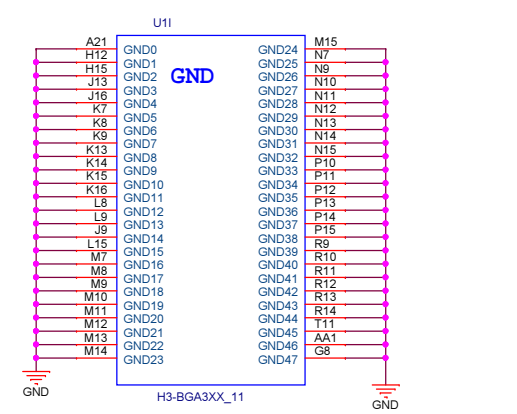 U1I
A21 GND0 GND24 M15
H12 GND1 GND25 N7
H15 GND2 GND26 N9
GND
J13 GND3 GND27 N10
J16 GND4 GND28 N11
K7 GND5 GND29 N12
K8 GND6 GND30 N13
K9 GND7 GND31 N14
K13 GND8 GND32 N15
K14 GND9 GND33 P10
K15 GND10 GND34 P11
K16 GND11 GND35 P12
L8 GND12 GND36 P13
L9 GND13 GND37 P14
J9 GND14 GND38 P15
L15 GND15 GND39 R9
M7 GND16 GND40 R10
M8 GND17 GND41 R11
M9 GND18 GND42 R12
M10 GND19 GND43 R13
M11 GND20 GND44 R14
M12 GND21 GND45 T11
M13 GND22 GND46 AA1
M14 GND23 GND47 G8
GND
H3-BGA3XX_11
GND